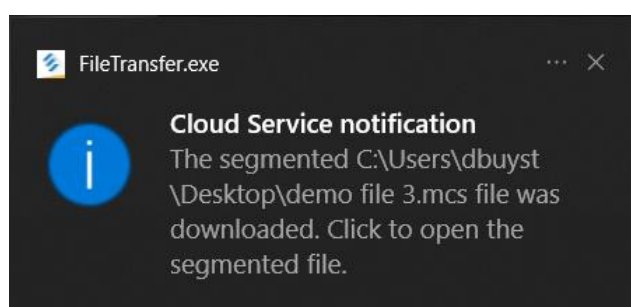 FileTransfer.exe
Cloud Service notification
The segmented C:\Users\dbuyst
\Desktop\demo file 3.mcs file was
downloaded. Click to open the
segmented file.